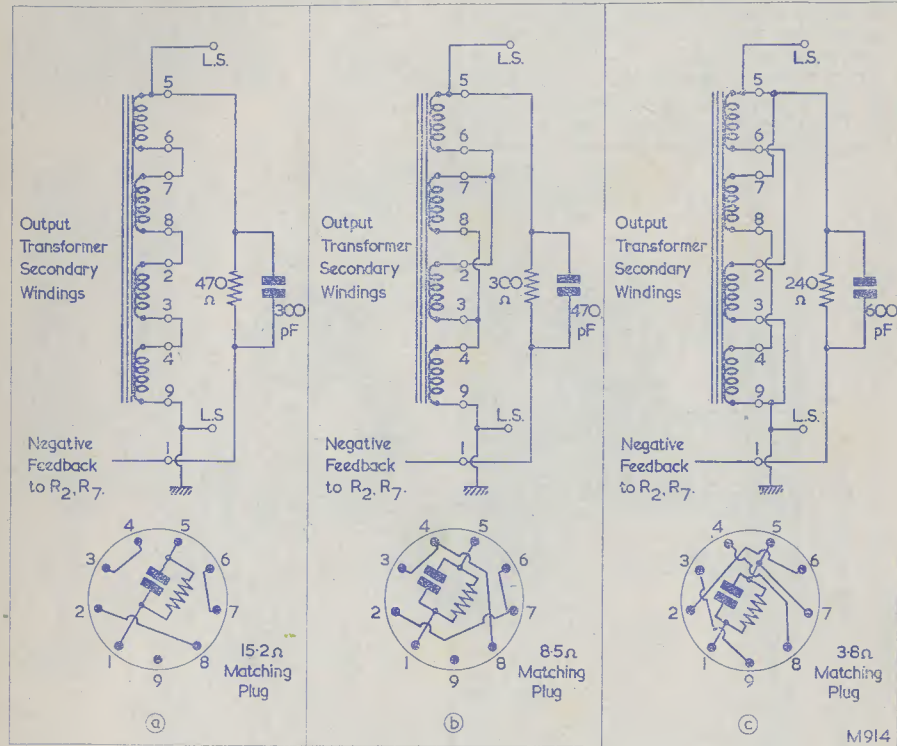 L.S.
5
6
7
8
2
3
4
9
Output
Transformer
Secondary
Windings
470
Ω
300
pF
L.S.
1
Negative
Feedback
to R2, R7.
4
5
3
6
2
7
1
8
9
15·2Ω
Matching
Plug
a
L.S.
5
6
7
8
2
3
4
9
Output
Transformer
Secondary
Windings
300
Ω
470
pF
L.S.
1
Negative
Feedback
to R2, R7.
4
5
3
6
2
7
1
8
9
8·5Ω
Matching
Plug
b
L.S.
5
6
7
8
2
3
4
9
Output
Transformer
Secondary
Windings
240
Ω
600
pF
L.S.
1
Negative
Feedback
to R2, R7.
4
5
3
6
2
7
1
8
9
3·8Ω
Matching
Plug
c
M914